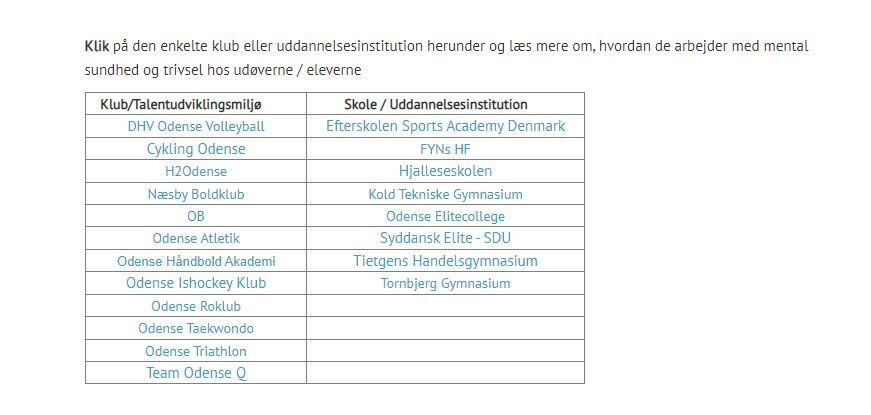 Klik på den enkelte klub eller uddannelsesinstitution herunder og læs mere om, hvordan de arbejder med mental
sundhed og trivsel hos udøverne / eleverne
Klub/Talentudviklingsmiljø Skole / Uddannelsesinstitution
DHV Odense Volleyball Efterskolen Sports Academy Denmark
Cykling Odense FYNs HF
H2Odense Hjalleseskolen
Næsby Boldklub Kold Tekniske Gymnasium
OB Odense Elitecollege
Odense Atletik Syddansk Elite - SDU
Odense Håndbold Akademi Tietgens Handelsgymnasium
Odense Ishockey Klub Tornbjerg Gymnasium
Odense Roklub
Odense Taekwondo
Odense Triathlon
Team Odense Q